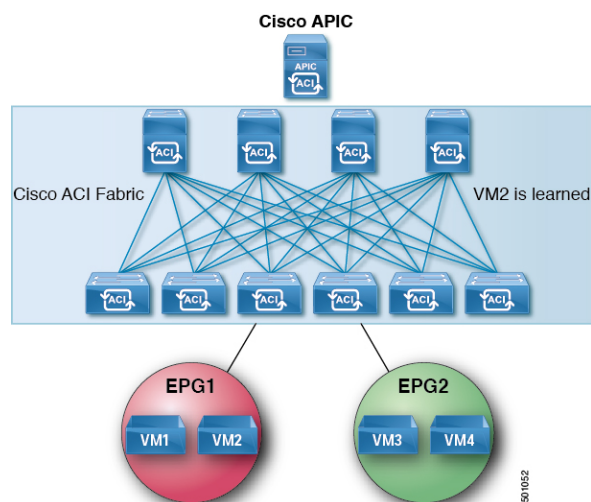 Cisco APIC
APIC
ACI
ACI
ACI
ACI
ACI
Cisco ACI Fabric
VM2 is learned
ACI
ACI
ACI
ACI
ACI
ACI
EPG1
EPG2
VM1
VM2
VM3
VM4
501052